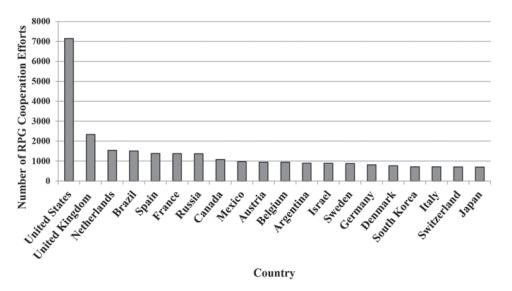 Number of RPG Cooperation Efforts
8000
7000
6000
5000
4000
3000
2000
1000
0
United States
United Kingdom
Netherlands
Brazil
Spain
France
Russia
Canada
Mexico
Austria
Belgium
Argentina
Israel
Sweden
Germany
Denmark
South Korea
Italy
Switzerland
Japan
Country